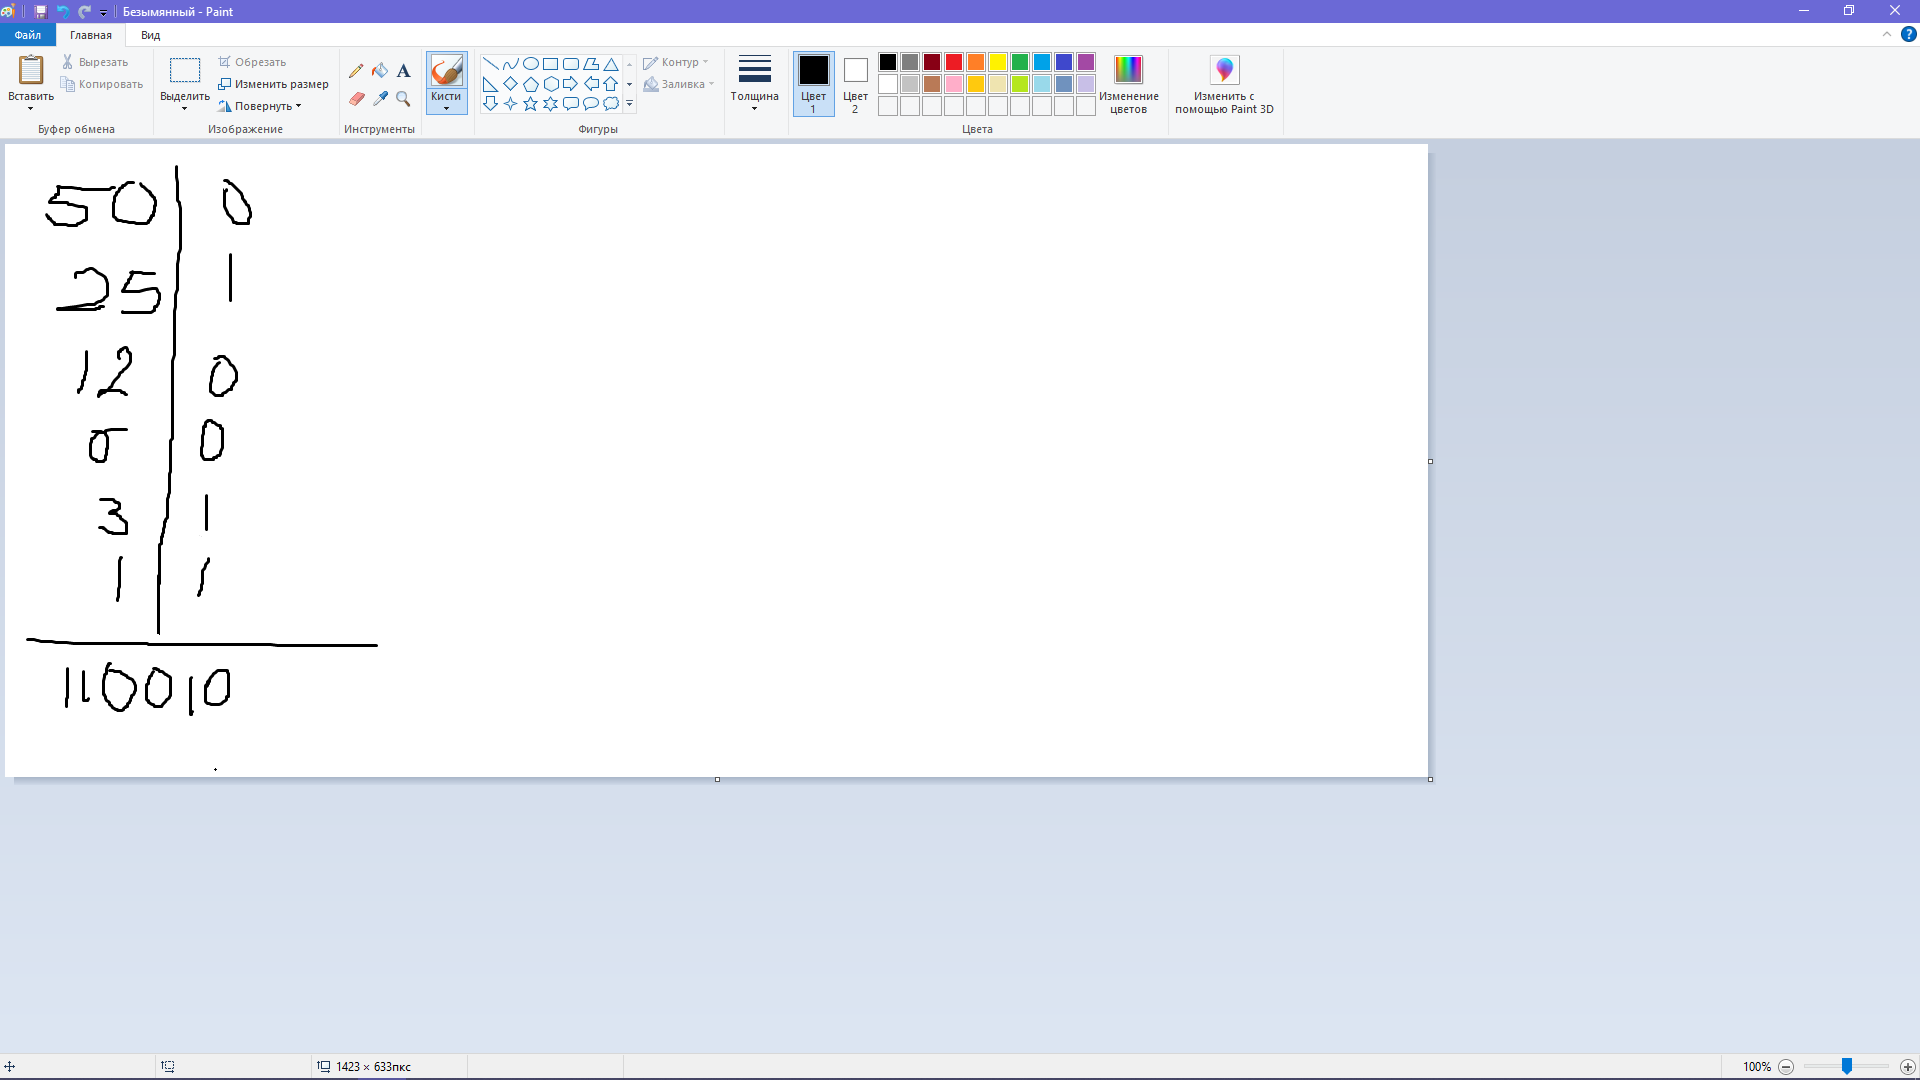 Безымянный - Paint
Файл Главная Вид
Вставить
Вырезать
Копировать
Буфер обмена
Выделить
Обрезать
Изменить размер
Повернуть
Изображение
Инструменты
Кисти
Контур
Заливка
Фигуры
Толщина
Цвет 1
Цвет 2
Изменение цветов
Цвета
Изменить с помощью Paint 3D
50 0
25 1
12 0
0
3 1
1 1
110010
1423 × 633пкс
100%